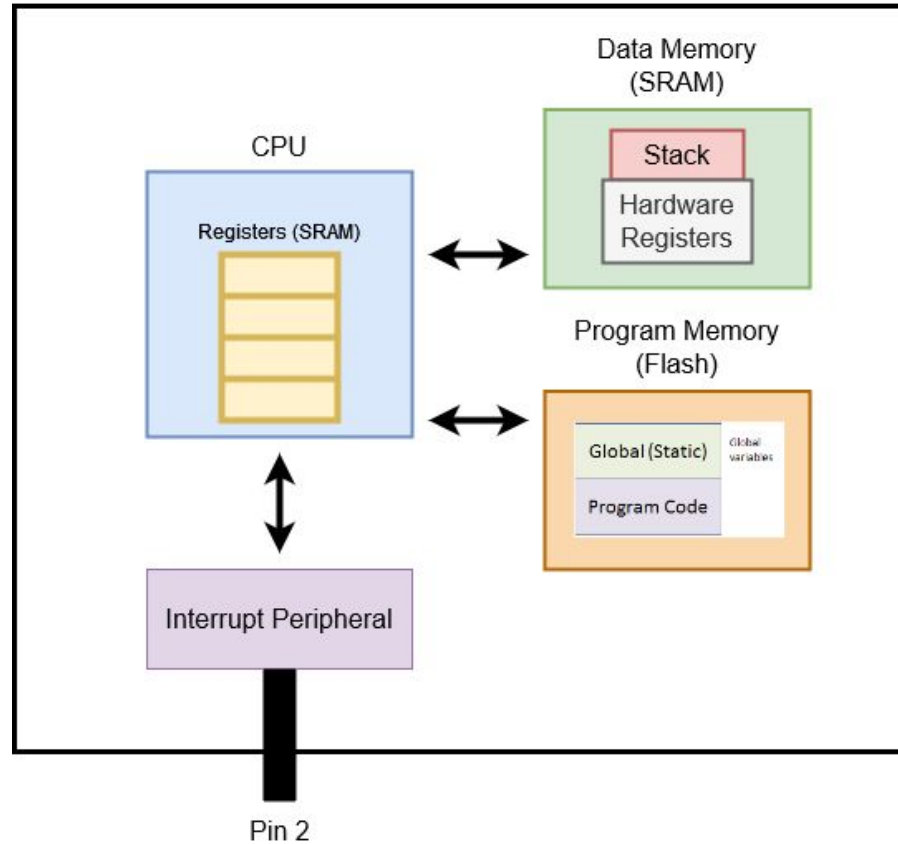 Data Memory
(SRAM)
CPU
Stack
Registers (SRAM)
Hardware
Registers
Program Memory
(Flash)
Global (Static)
Global
variables
Program Code
Interrupt Peripheral
Pin 2